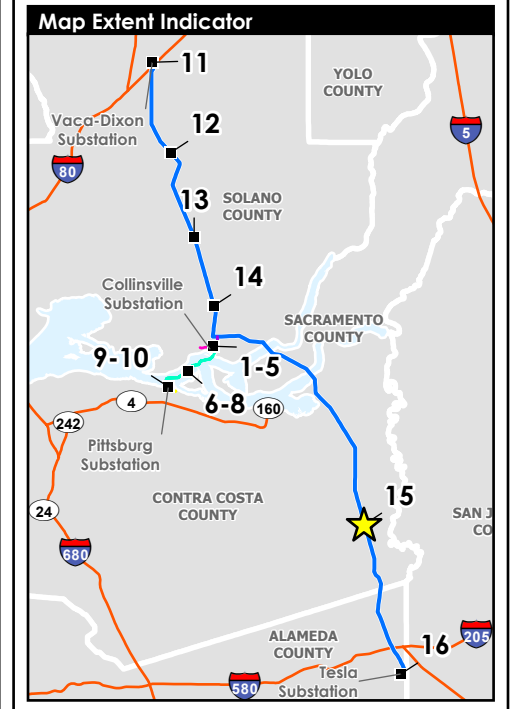 Map Extent Indicator
11
YOLO
COUNTY
Vaca-Dixon
Substation
12
5
80
13
SOLANO
COUNTY
Collinsville
Substation
14
SACRAMENTO
COUNTY
9-10
1-5
6-8
4
160
242
Pittsburg
Substation
15
CONTRA COSTA
COUNTY
24
SAN J
CO
680
ALAMEDA
COUNTY
205
16
Tesla
Substation
580